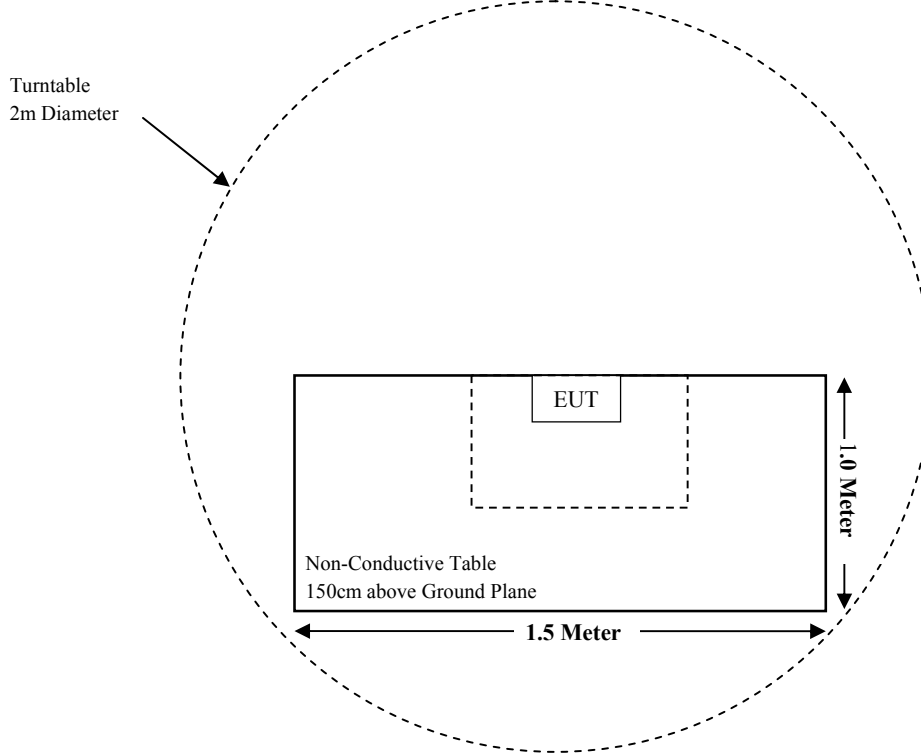 Turntable
2m Diameter
EUT
1.0 Meter
Non-Conductive Table
150cm above Ground Plane
1.5 Meter